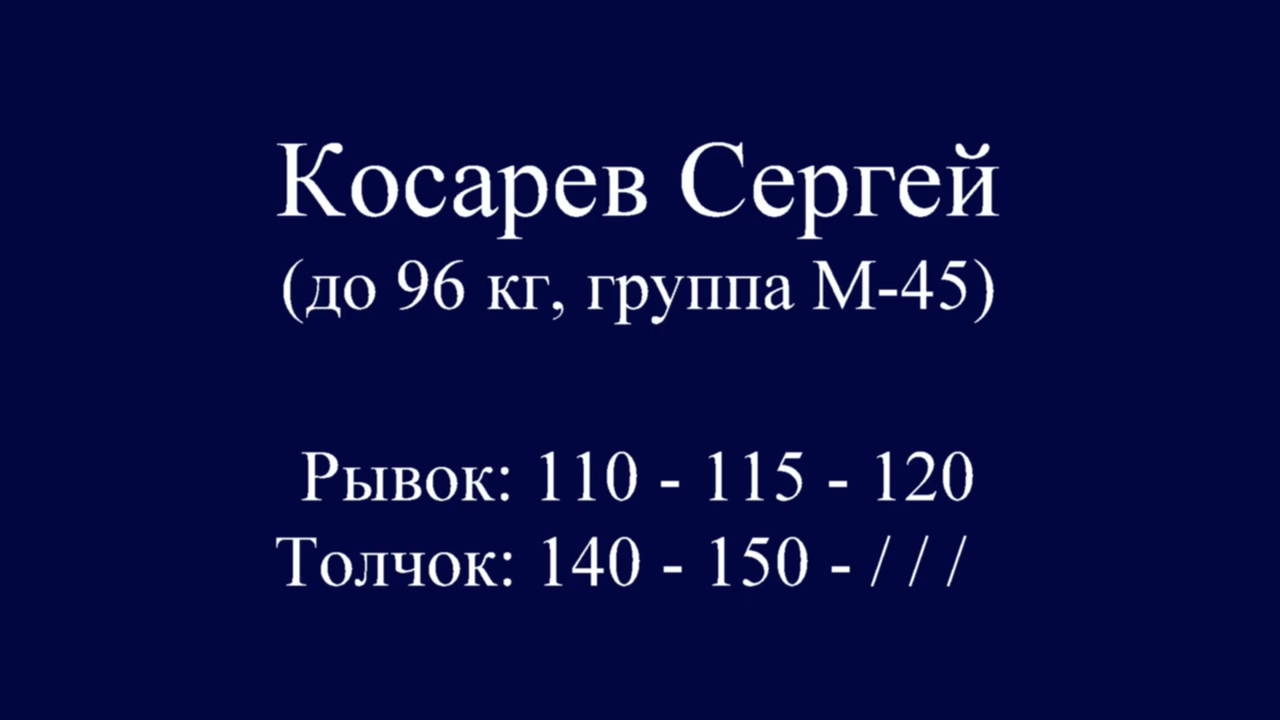 Косарев Сергей
(до 96 кг, группа М-45)
Рывок: 110 - 115 - 120
Толчок: 140 - 150 - / / /